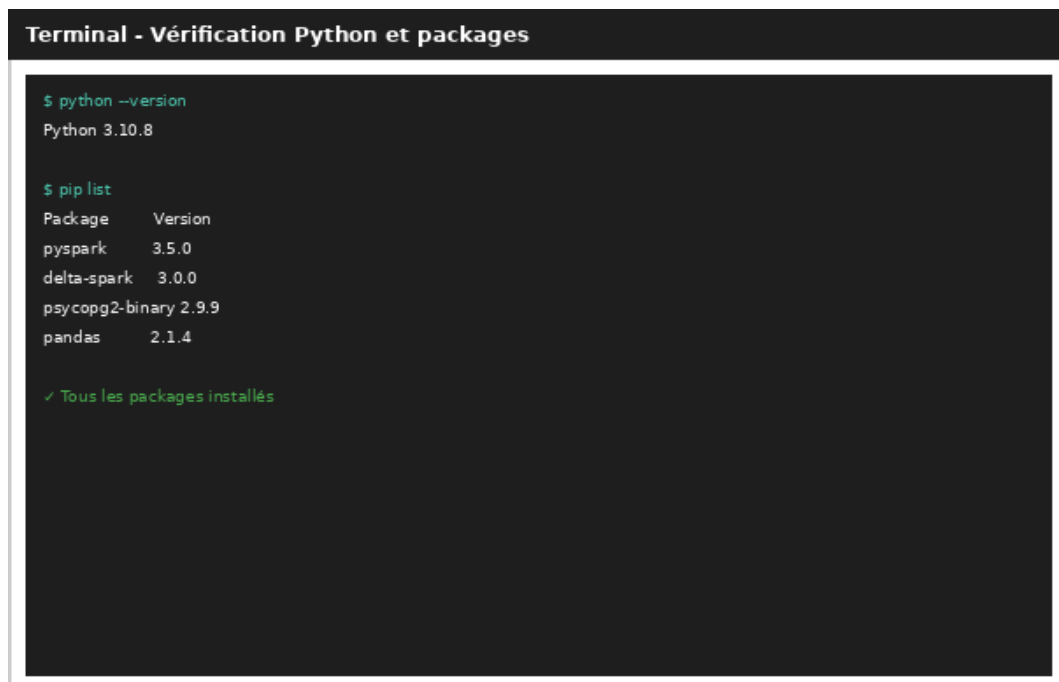 Terminal - Vérification Python et packages
$ python --version
Python 3.10.8
$ pip list
Package Version
pyspark 3.5.0
delta-spark 3.0.0
psycopg2-binary 2.9.9
pandas 2.1.4
✓ Tous les packages installés